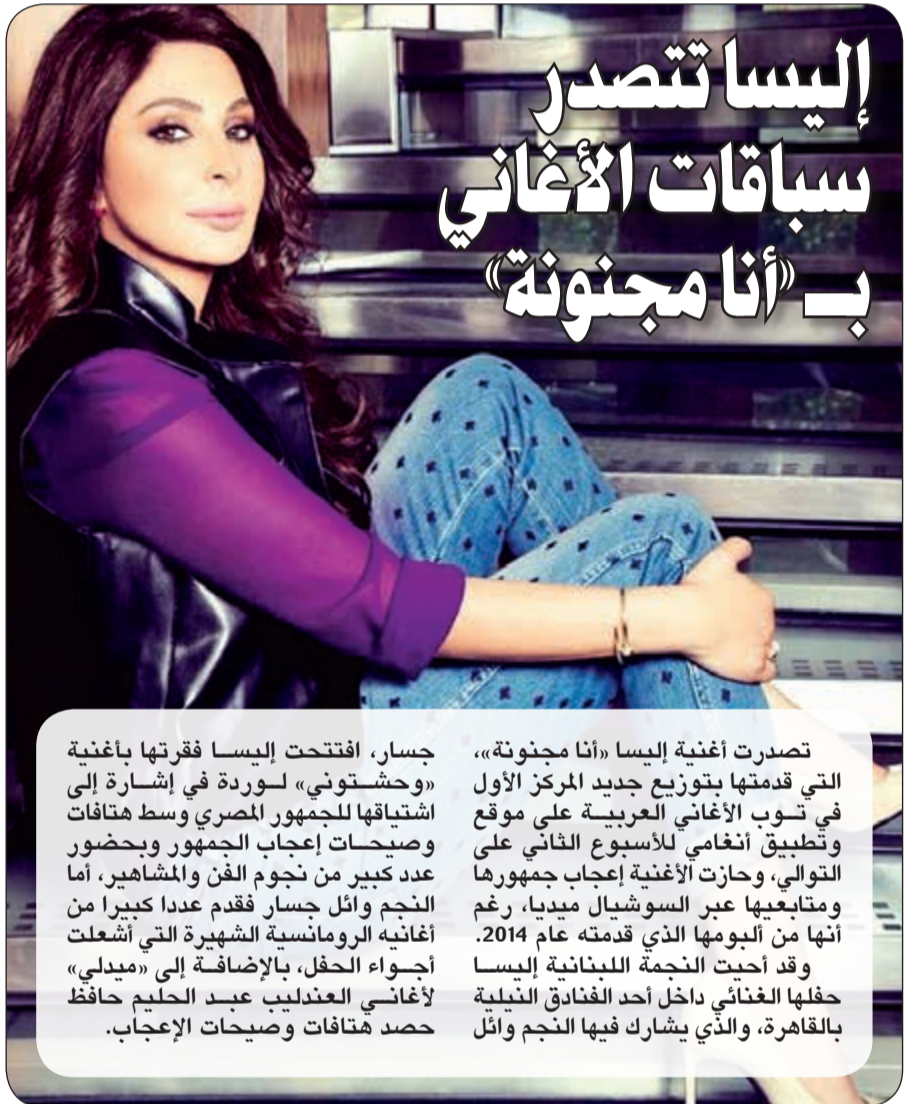 إليسا تتصدر
سباقات الأغاني
بـ «أنا مجنونة»
تصدرت أغنية إليسا «أنا مجنونة»،
التي قدمتها بتوزيع جديد المركز الأول
في توب الأغاني العربية على موقع
وتطبيق أنغامي للأسبوع الثاني على
التوالي، وحازت الأغنية إعجاب جمهورها
ومتابعيها عبر السوشيال ميديا، رغم
أنها من ألبومها الذي قدمته عام 2014.
وقد أحيت النجمة اللبنانية إليسا
حفلها الغنائي داخل أحد الفنادق النيلية
بالقاهرة، والذي يشارك فيها النجم وائل
جسار، افتتحت إليسا فقرتها بأغنية
«وحشتوني» لوردة في إشارة إلى
اشتياقها للجمهور المصري وسط هتافات
وصيحات إعجاب الجمهور وبحضور
عدد كبير من نجوم الفن والمشاهير، أما
النجم وائل جسار فقدم عددا كبيرا من
أغانيه الرومانسية الشهيرة التي أشعلت
أجواء الحفل، بالإضافة إلى «ميدلي»
لأغاني العندليب عبد الحليم حافظ
حصد هتافات وصيحات الإعجاب.